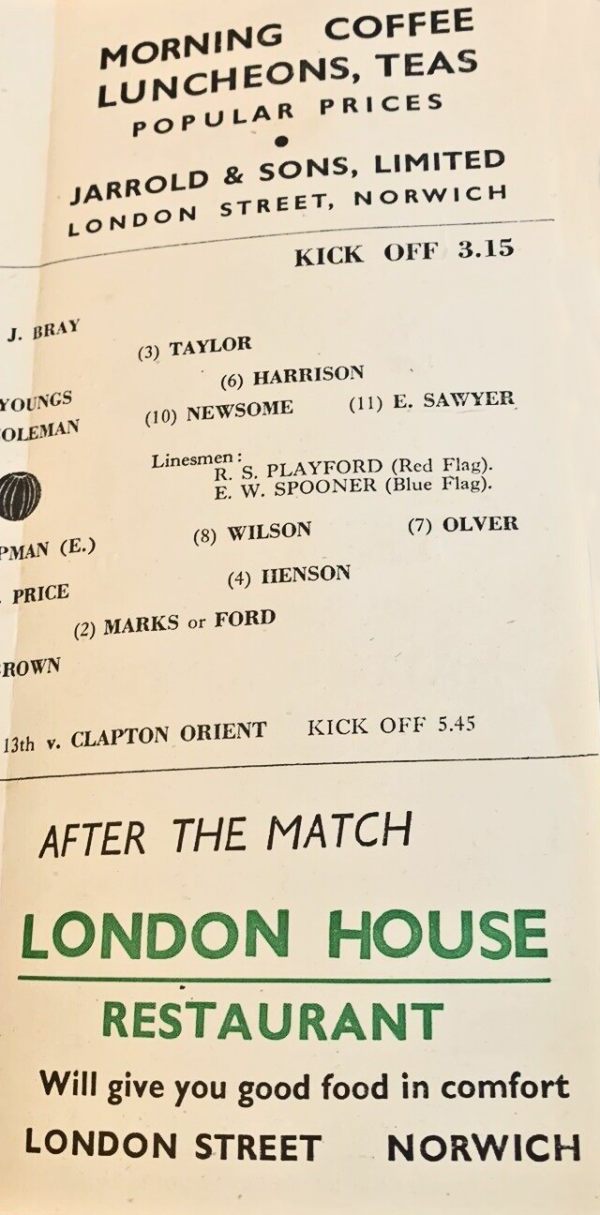 MORNING COFFEE
LUNCHEONS, TEAS
POPULAR PRICES
JARROLD & SONS, LIMITED
LONDON STREET, NORWICH
KICK OFF 3.15
J. BRAY
(3) TAYLOR
(6) HARRISON
YOUNGS
(10) NEWSOME (11) E. SAWYER
OLEMAN
Linesmen:
R. S. PLAYFORD (Red Flag).
E. W. SPOONER (Blue Flag).
PMAN (E.) (8) WILSON (7) OLVER
. PRICE (4) HENSON
(2) MARKS or FORD
ROWN
13th v. CLAPTON ORIENT KICK OFF 5.45
AFTER THE MATCH
LONDON HOUSE
RESTAURANT
Will give you good food in comfort
LONDON STREET NORWICH